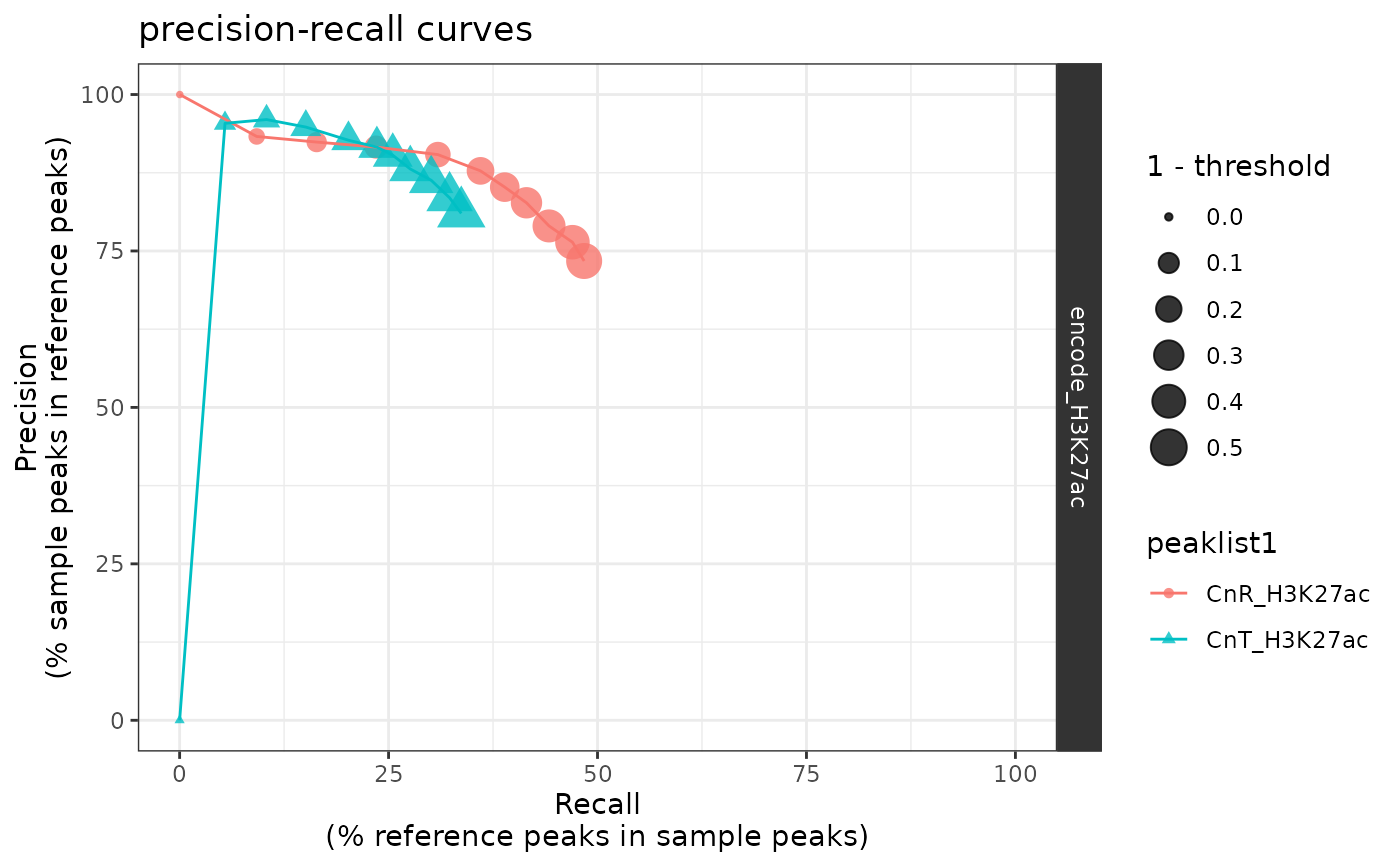 precision-recall curves
Precision
(% sample peaks in reference peaks)
100
75
50
25
0
0
25
50
75
100
Recall
(% reference peaks in sample peaks)
encode_H3K27ac
1 - threshold
0.0
0.1
0.2
0.3
0.4
0.5
peaklist1
CnR_H3K27ac
CnT_H3K27ac